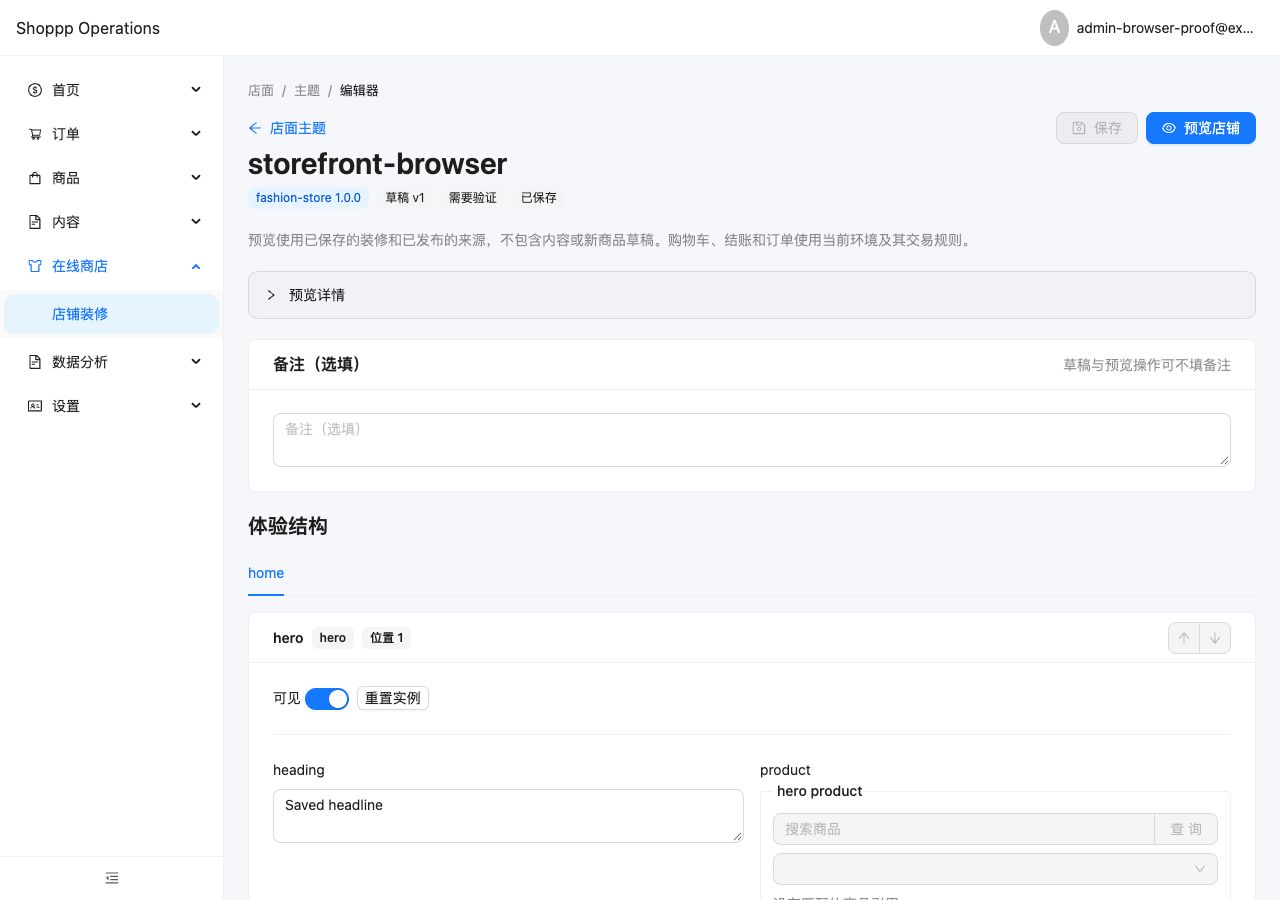 Shoppp Operations
A
admin-browser-proof@ex...
首页
订单
商品
内容
在线商店
店铺装修
数据分析
设置
店面 / 主题 / 编辑器
店面主题
保存
预览店铺
storefront-browser
fashion-store 1.0.0 草稿 v1 需要验证 已保存
预览使用已保存的装修和已发布的来源，不包含内容或新商品草稿。购物车、结账和订单使用当前环境及其交易规则。
预览详情
备注（选填）
草稿与预览操作可不填备注
备注（选填）
体验结构
home
hero hero 位置 1
可见 重置实例
heading
Saved headline
product
hero product
搜索商品
查 询